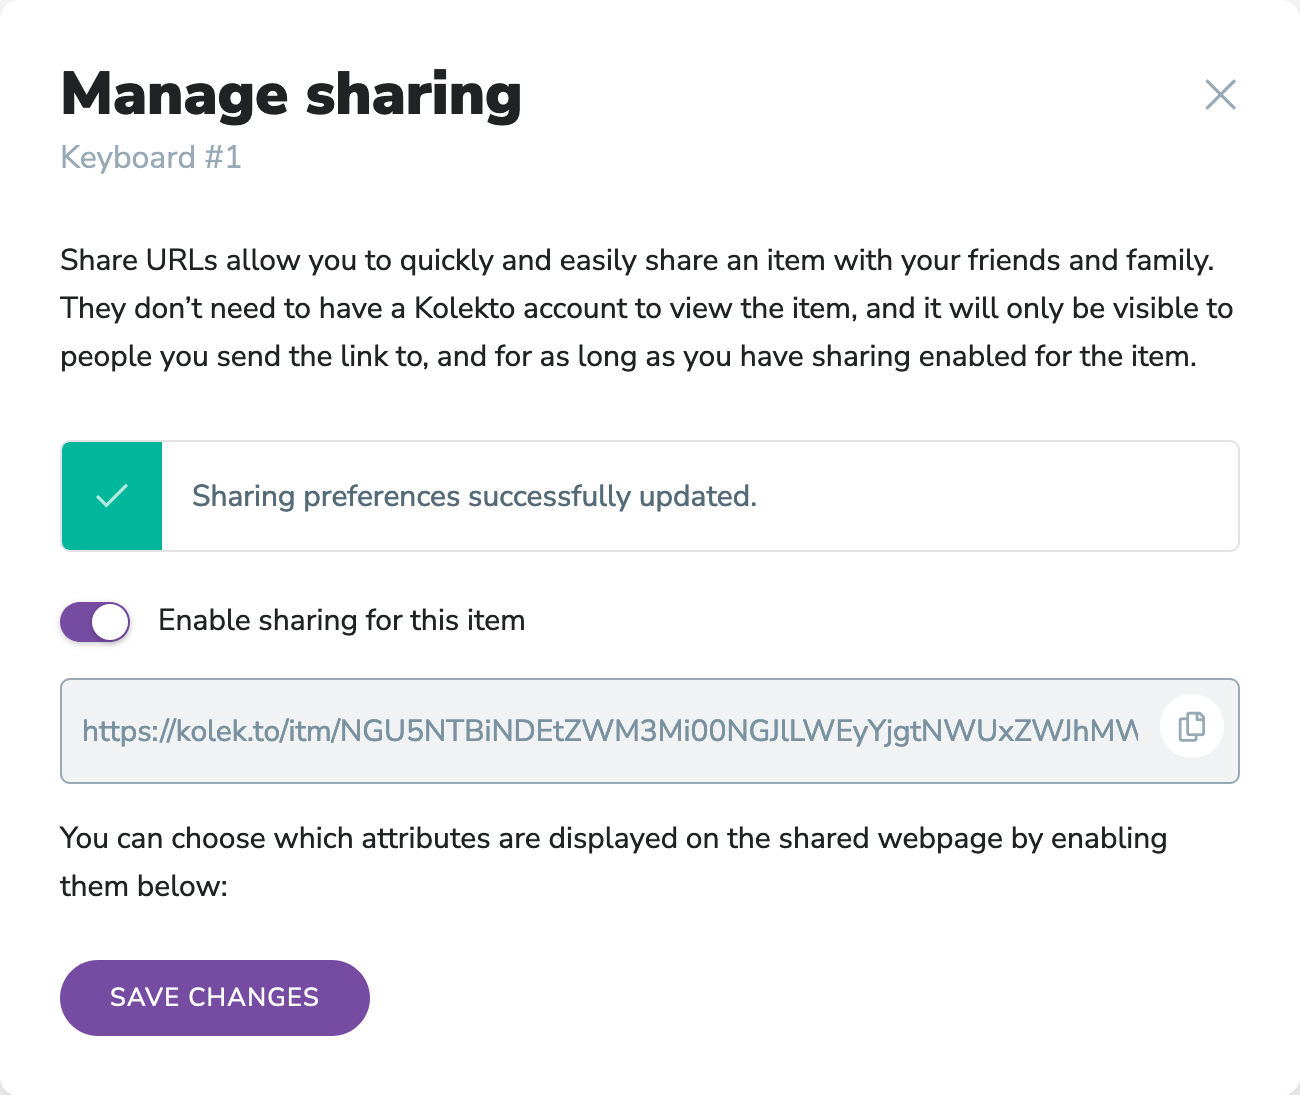 Manage sharing
Keyboard #1
Share URLs allow you to quickly and easily share an item with your friends and family.
They don’t need to have a Kolekto account to view the item, and it will only be visible to
people you send the link to, and for as long as you have sharing enabled for the item.
Sharing preferences successfully updated.
Enable sharing for this item
https://kolek.to/itm/NGU5NTBiNDEtZWM3Mi00NGJlLWEyYjgtNWUxZWJhMW
You can choose which attributes are displayed on the shared webpage by enabling
them below:
SAVE CHANGES